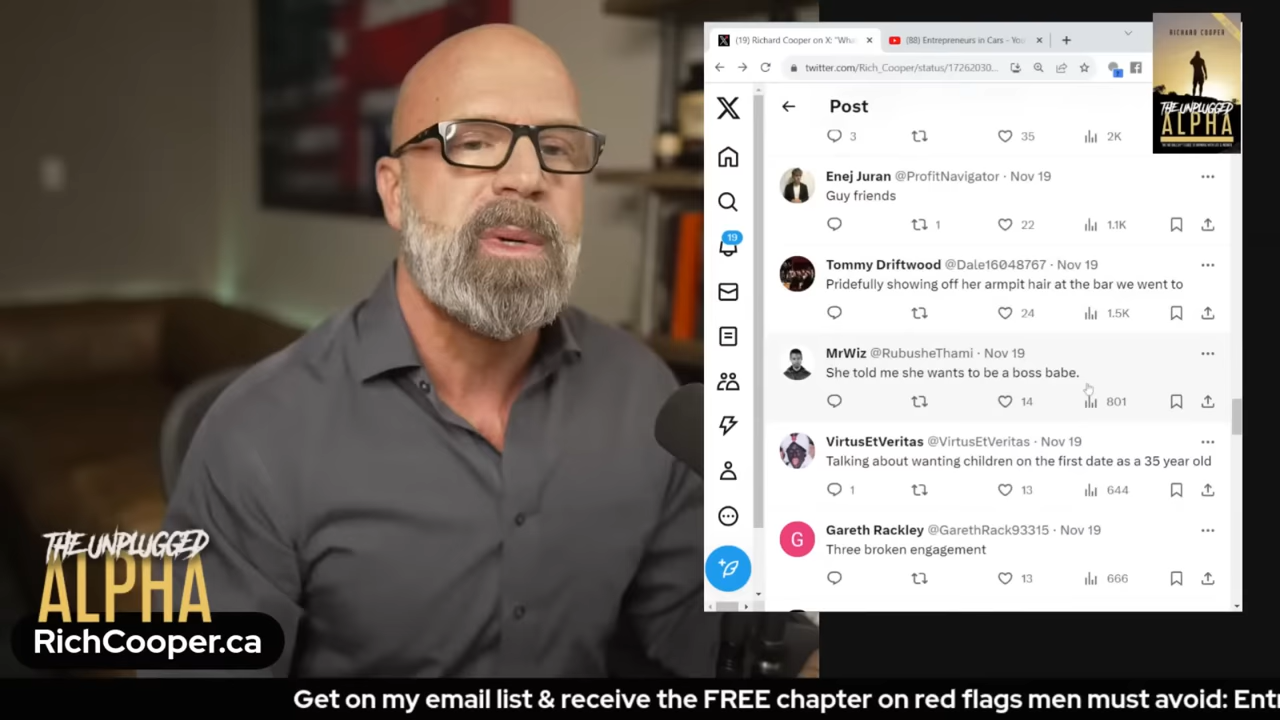 (19) Richard Cooper on X: "Wha
(88) Entrepreneurs in Cars - You
twitter.com/Rich_Cooper/status/17262030...
RICHARD COOPER
THE UNPLUGGED
ALPHA
Post
3 35 2K
19
Enej Juran @ProfitNavigator · Nov 19
Guy friends
1 22 1.1K
Tommy Driftwood @Dale16048767 · Nov 19
Pridefully showing off her armpit hair at the bar we went to
24 1.5K
MrWiz @RubusheThami · Nov 19
She told me she wants to be a boss babe.
14 801
VirtusEtVeritas @VirtusEtVeritas · Nov 19
Talking about wanting children on the first date as a 35 year old
1 13 644
G
Gareth Rackley @GarethRack93315 · Nov 19
Three broken engagement
13 666
THE UNPLUGGED
ALPHA
RichCooper.ca
Get on my email list & receive the FREE chapter on red flags men must avoid: Ent